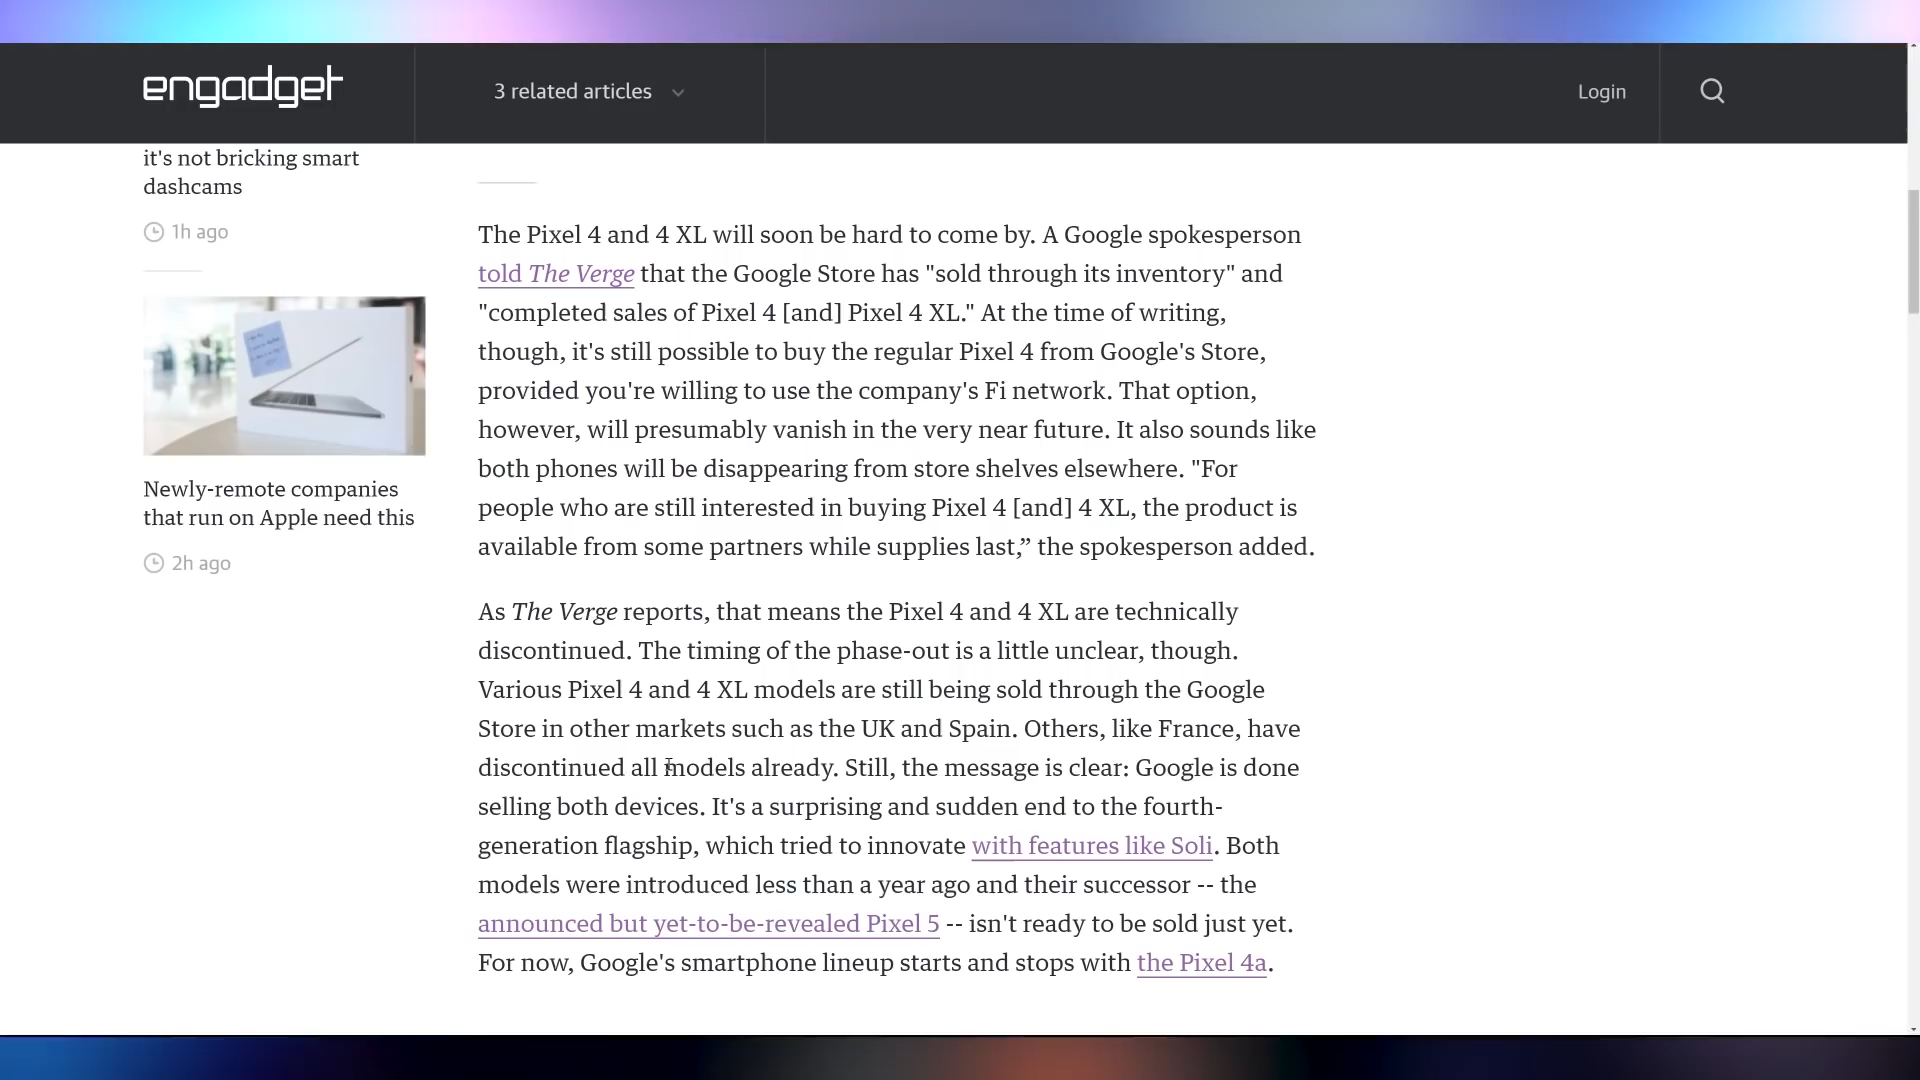 engadget
3 related articles
Login
it's not bricking smart
dashcams
1h ago
Newly-remote companies
that run on Apple need this
2h ago
The Pixel 4 and 4 XL will soon be hard to come by. A Google spokesperson
told The Verge that the Google Store has "sold through its inventory" and
"completed sales of Pixel 4 [and] Pixel 4 XL." At the time of writing,
though, it's still possible to buy the regular Pixel 4 from Google's Store,
provided you're willing to use the company's Fi network. That option,
however, will presumably vanish in the very near future. It also sounds like
both phones will be disappearing from store shelves elsewhere. "For
people who are still interested in buying Pixel 4 [and] 4 XL, the product is
available from some partners while supplies last,” the spokesperson added.
As The Verge reports, that means the Pixel 4 and 4 XL are technically
discontinued. The timing of the phase-out is a little unclear, though.
Various Pixel 4 and 4 XL models are still being sold through the Google
Store in other markets such as the UK and Spain. Others, like France, have
discontinued all models already. Still, the message is clear: Google is done
selling both devices. It's a surprising and sudden end to the fourth-
generation flagship, which tried to innovate with features like Soli. Both
models were introduced less than a year ago and their successor -- the
announced but yet-to-be-revealed Pixel 5 -- isn't ready to be sold just yet.
For now, Google's smartphone lineup starts and stops with the Pixel 4a.